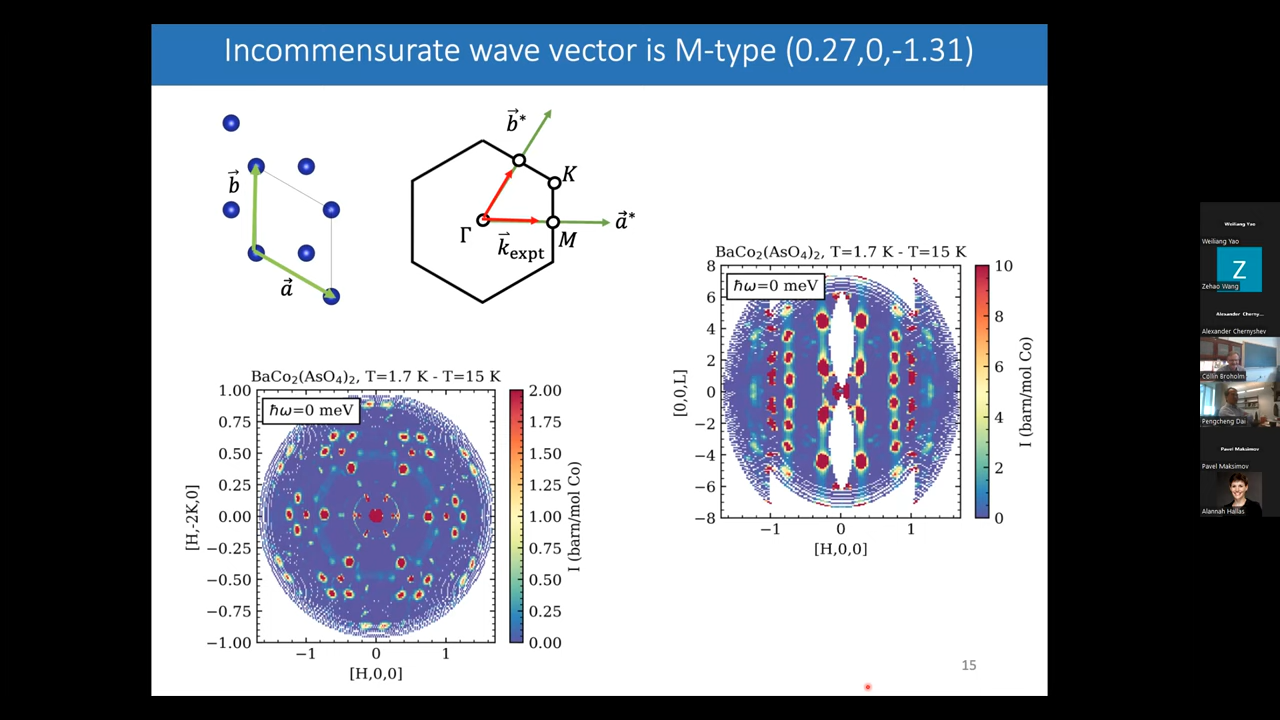 Incommensurate wave vector is M-type (0.27,0,-1.31)
b
a
b*
K
Γ
k expt
M
a*
BaCo2(AsO4)2, T=1.7 K - T=15 K
ħω=0 meV
1.00
0.75
0.50
0.25
0.00
−0.25
−0.50
−0.75
−1.00
[H,-2K,0]
−1 0 1
[H,0,0]
2.00
1.75
1.50
1.25
1.00
0.75
0.50
0.25
0.00
I (barn/mol Co)
BaCo2(AsO4)2, T=1.7 K - T=15 K
ħω=0 meV
8
6
4
2
0
−2
−4
−6
−8
[0,0,L]
−1 0 1
[H,0,0]
10
8
6
4
2
0
I (barn/mol Co)
15
Weiliang Yao
Weiliang Yao
Z
Zehao Wang
Alexander Cherny...
Alexander Chernyshev
Collin Broholm
Pengcheng Dai
Pavel Maksimov
Pavel Maksimov
Alannah Hallas